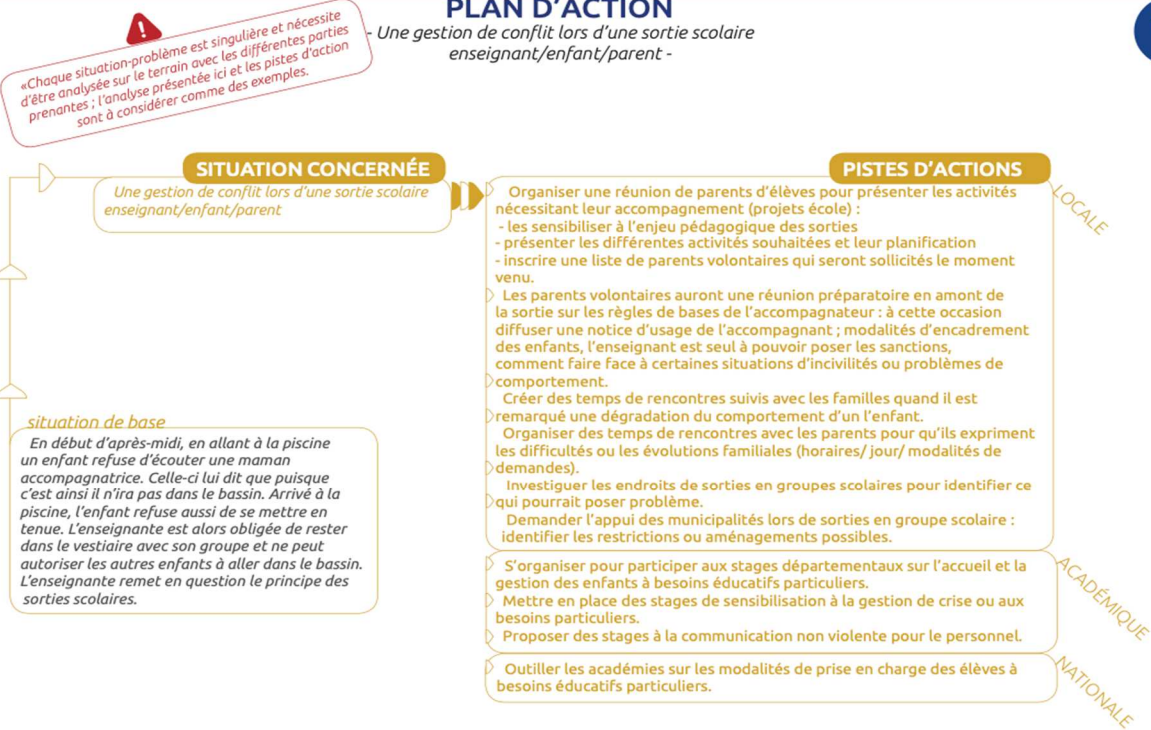 PLAN D'ACTION
- Une gestion de conflit lors d'une sortie scolaire
enseignant/enfant/parent -
«Chaque situation-problème est singulière et nécessite
d'être analysée sur le terrain avec les différentes parties
prenantes ; l'analyse présentée ici et les pistes d'action
sont à considérer comme des exemples.
SITUATION CONCERNÉE
Une gestion de conflit lors d'une sortie scolaire
enseignant/enfant/parent
situation de base
En début d'après-midi, en allant à la piscine
un enfant refuse d'écouter une maman
accompagnatrice. Celle-ci lui dit que puisque
c'est ainsi il n'ira pas dans le bassin. Arrivé à la
piscine, l'enfant refuse aussi de se mettre en
tenue. L'enseignante est alors obligée de rester
dans le vestiaire avec son groupe et ne peut
autoriser les autres enfants à aller dans le bassin.
L'enseignante remet en question le principe des
sorties scolaires.
PISTES D'ACTIONS
LOCALE
Organiser une réunion de parents d'élèves pour présenter les activités
nécessitant leur accompagnement (projets école) :
- les sensibiliser à l'enjeu pédagogique des sorties
- présenter les différentes activités souhaitées et leur planification
- inscrire une liste de parents volontaires qui seront sollicités le moment
venu.
Les parents volontaires auront une réunion préparatoire en amont de
la sortie sur les règles de bases de l'accompagnateur : à cette occasion
diffuser une notice d'usage de l'accompagnant ; modalités d'encadrement
des enfants, l'enseignant est seul à pouvoir poser les sanctions,
comment faire face à certaines situations d'incivilités ou problèmes de
comportement.
Créer des temps de rencontres suivis avec les familles quand il est
remarqué une dégradation du comportement d'un l'enfant.
Organiser des temps de rencontres avec les parents pour qu'ils expriment
les difficultés ou les évolutions familiales (horaires/ jour/ modalités de
demandes).
Investiguer les endroits de sorties en groupes scolaires pour identifier ce
qui pourrait poser problème.
Demander l'appui des municipalités lors de sorties en groupe scolaire :
identifier les restrictions ou aménagements possibles.
ACADÉMIQUE
S'organiser pour participer aux stages départementaux sur l'accueil et la
gestion des enfants à besoins éducatifs particuliers.
Mettre en place des stages de sensibilisation à la gestion de crise ou aux
besoins particuliers.
Proposer des stages à la communication non violente pour le personnel.
NATIONALE
Outiller les académies sur les modalités de prise en charge des élèves à
besoins éducatifs particuliers.